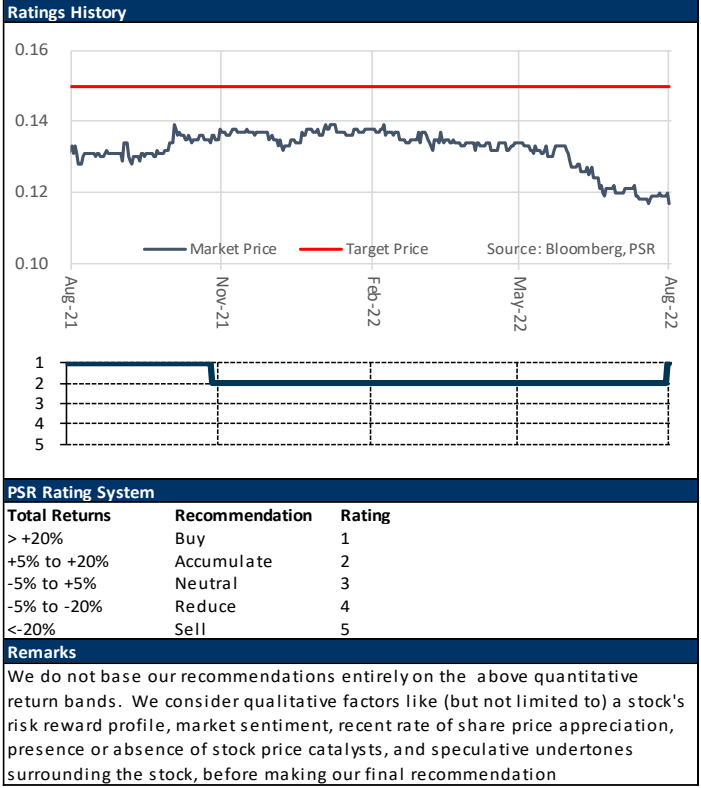 Ratings History
0.16
0.14
0.12
0.10
Market Price Target Price Source: Bloomberg, PSR
Aug-21 Nov-21 Feb-22 May-22 Aug-22
1
2
3
4
5
PSR Rating System
Total Returns Recommendation Rating
> +20% Buy 1
+5% to +20% Accumulate 2
-5% to +5% Neutral 3
-5% to -20% Reduce 4
<-20% Sell 5
Remarks
We do not base our recommendations entirely on the above quantitative
return bands. We consider qualitative factors like (but not limited to) a stock's
risk reward profile, market sentiment, recent rate of share price appreciation,
presence or absence of stock price catalysts, and speculative undertones
surrounding the stock, before making our final recommendation